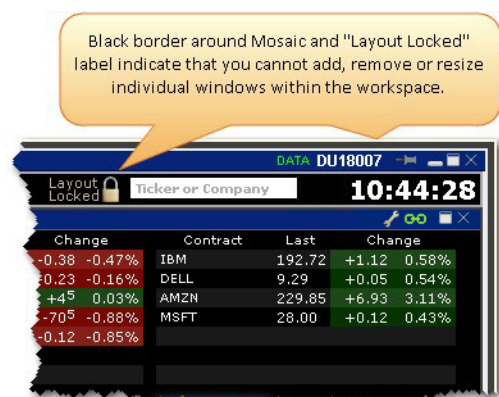 Black border around Mosaic and "Layout Locked"
label indicate that you cannot add, remove or resize
individual windows within the workspace.
DATA DU18007
Layout
Locked
Ticker or Company
10:44:28
Change Contract Last Change
-0.38 -0.47% IBM 192.72 +1.12 0.58%
-0.23 -0.16% DELL 9.29 +0.05 0.54%
+4⁵ 0.03% AMZN 229.85 +6.93 3.11%
-70⁵ -0.88% MSFT 28.00 +0.12 0.43%
-0.12 -0.85%